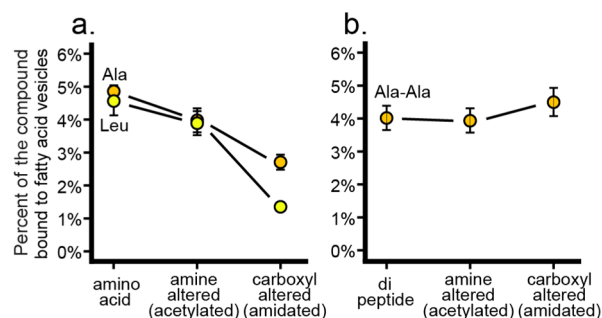 a.
Percent of the compound
bound to fatty acid vesicles
6%
5%
4%
3%
2%
1%
0%
Ala
Leu
amino
acid
amine
altered
(acetylated)
carboxyl
altered
(amidated)
b.
6%
5%
4%
3%
2%
1%
0%
Ala-Ala
di
peptide
amine
altered
(acetylated)
carboxyl
altered
(amidated)